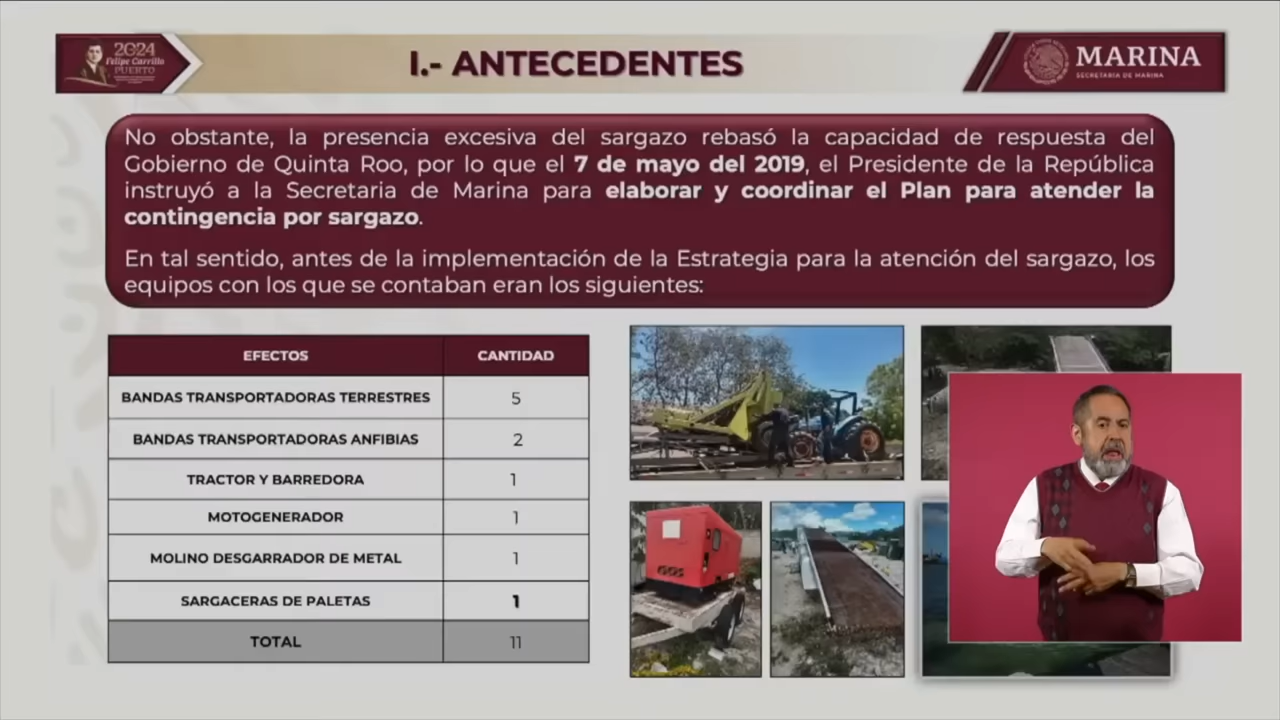 2024
Felipe Carrillo
PUERTO
I.- ANTECEDENTES
MARINA
SECRETARÍA DE MARINA
No obstante, la presencia excesiva del sargazo rebasó la capacidad de respuesta del
Gobierno de Quinta Roo, por lo que el 7 de mayo del 2019, el Presidente de la República
instruyó a la Secretaria de Marina para elaborar y coordinar el Plan para atender la
contingencia por sargazo.
En tal sentido, antes de la implementación de la Estrategia para la atención del sargazo, los
equipos con los que se contaban eran los siguientes:
EFECTOS CANTIDAD
BANDAS TRANSPORTADORAS TERRESTRES 5
BANDAS TRANSPORTADORAS ANFIBIAS 2
TRACTOR Y BARREDORA 1
MOTOGENERADOR 1
MOLINO DESGARRADOR DE METAL 1
SARGACERAS DE PALETAS 1
TOTAL 11